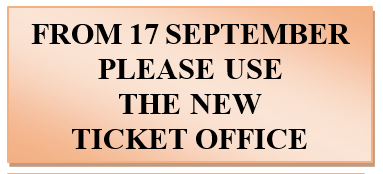 FROM 17 SEPTEMBER
PLEASE USE
THE NEW
TICKET OFFICE